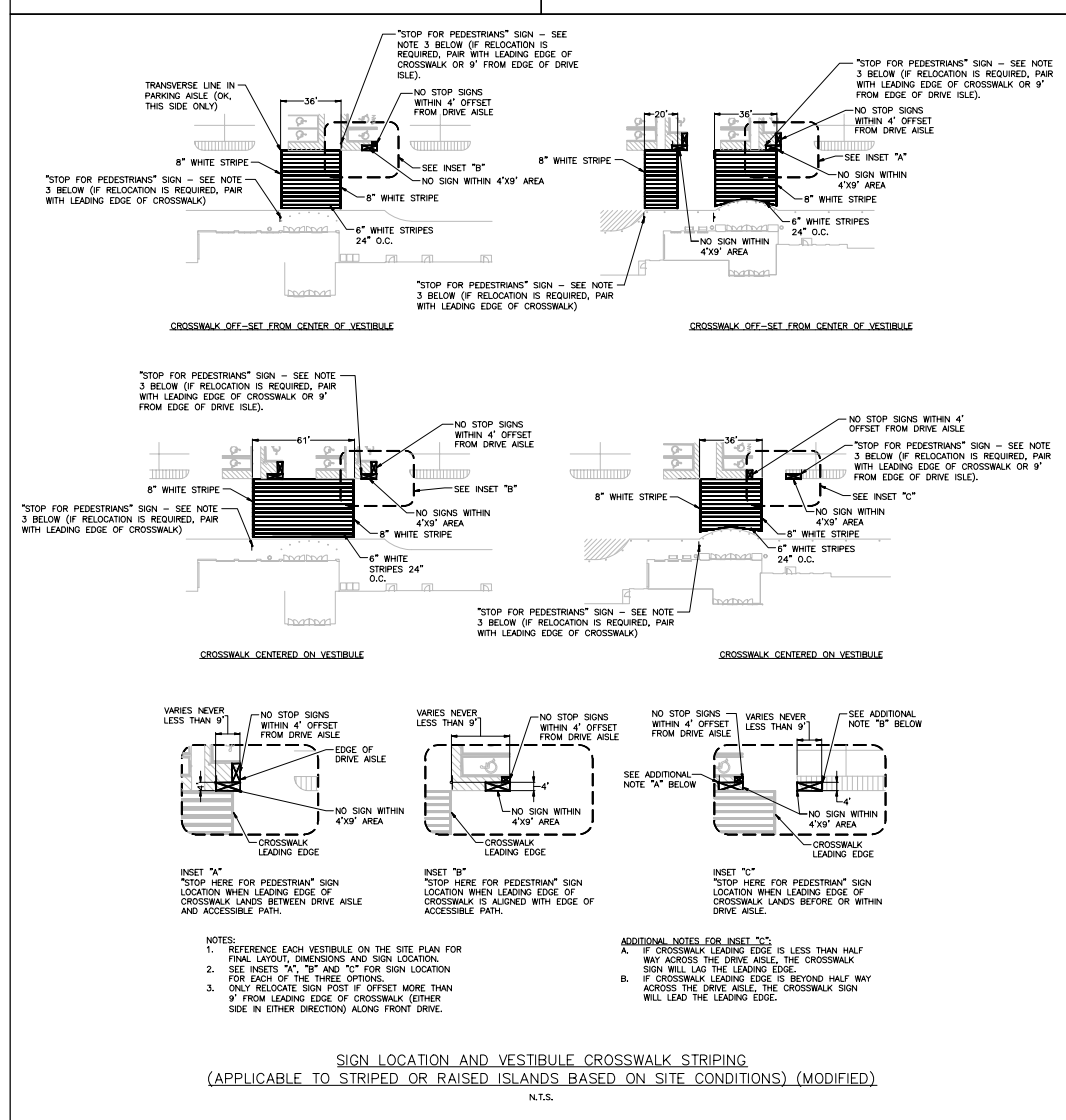 "STOP FOR PEDESTRIANS" SIGN – SEE
NOTE 3 BELOW (IF RELOCATION IS
REQUIRED, PAIR WITH LEADING EDGE OF
CROSSWALK OR 9' FROM EDGE OF DRIVE
ISLE).
TRANSVERSE LINE IN
PARKING AISLE (OK,
THIS SIDE ONLY)
36'
NO STOP SIGNS
WITHIN 4' OFFSET
FROM DRIVE AISLE
8" WHITE STRIPE
SEE INSET "B"
"STOP FOR PEDESTRIANS" SIGN – SEE NOTE
3 BELOW (IF RELOCATION IS REQUIRED, PAIR
WITH LEADING EDGE OF CROSSWALK)
NO SIGN WITHIN 4'X9' AREA
8" WHITE STRIPE
6" WHITE STRIPES
24" O.C.
CROSSWALK OFF-SET FROM CENTER OF VESTIBULE
"STOP FOR PEDESTRIANS" SIGN – SEE
NOTE 3 BELOW (IF RELOCATION IS REQUIRED, PAIR
WITH LEADING EDGE OF CROSSWALK OR 9'
FROM EDGE OF DRIVE ISLE).
20'
36'
NO STOP SIGNS
WITHIN 4' OFFSET
FROM DRIVE AISLE
8" WHITE STRIPE
SEE INSET "A"
NO SIGN WITHIN
4'X9' AREA
8" WHITE STRIPE
6" WHITE STRIPES
24" O.C.
NO SIGN WITHIN
4'X9' AREA
"STOP FOR PEDESTRIANS" SIGN – SEE NOTE
3 BELOW (IF RELOCATION IS REQUIRED, PAIR
WITH LEADING EDGE OF CROSSWALK)
CROSSWALK OFF-SET FROM CENTER OF VESTIBULE
"STOP FOR PEDESTRIANS" SIGN – SEE NOTE
3 BELOW (IF RELOCATION IS REQUIRED, PAIR
WITH LEADING EDGE OF CROSSWALK OR 9'
FROM EDGE OF DRIVE ISLE).
61'
NO STOP SIGNS
WITHIN 4' OFFSET
FROM DRIVE AISLE
8" WHITE STRIPE
SEE INSET "B"
"STOP FOR PEDESTRIANS" SIGN – SEE NOTE
3 BELOW (IF RELOCATION IS REQUIRED, PAIR
WITH LEADING EDGE OF CROSSWALK)
NO SIGNS WITHIN
4'X9' AREA
8" WHITE STRIPE
6" WHITE
STRIPES 24"
O.C.
CROSSWALK CENTERED ON VESTIBULE
NO STOP SIGNS WITHIN 4'
OFFSET FROM DRIVE AISLE
36'
"STOP FOR PEDESTRIANS" SIGN – SEE NOTE
3 BELOW (IF RELOCATION IS REQUIRED, PAIR
WITH LEADING EDGE OF CROSSWALK OR 9'
FROM EDGE OF DRIVE ISLE).
8" WHITE STRIPE
SEE INSET "C"
NO SIGN WITHIN
4'X9' AREA
8" WHITE STRIPE
6" WHITE STRIPES
24" O.C.
"STOP FOR PEDESTRIANS" SIGN – SEE NOTE
3 BELOW (IF RELOCATION IS REQUIRED, PAIR
WITH LEADING EDGE OF CROSSWALK)
CROSSWALK CENTERED ON VESTIBULE
VARIES NEVER
LESS THAN 9'
NO STOP SIGNS
WITHIN 4' OFFSET
FROM DRIVE AISLE
EDGE OF
DRIVE AISLE
4'
NO SIGN WITHIN
4'X9' AREA
CROSSWALK
LEADING EDGE
INSET "A"
"STOP HERE FOR PEDESTRIAN" SIGN
LOCATION WHEN LEADING EDGE OF
CROSSWALK LANDS BETWEEN DRIVE AISLE
AND ACCESSIBLE PATH.
VARIES NEVER
LESS THAN 9'
NO STOP SIGNS
WITHIN 4' OFFSET
FROM DRIVE AISLE
4'
NO SIGN WITHIN
4'X9' AREA
CROSSWALK
LEADING EDGE
INSET "B"
"STOP HERE FOR PEDESTRIAN" SIGN
LOCATION WHEN LEADING EDGE OF
CROSSWALK IS ALIGNED WITH EDGE OF
ACCESSIBLE PATH.
NO STOP SIGNS
WITHIN 4' OFFSET
FROM DRIVE AISLE
VARIES NEVER
LESS THAN 9'
SEE ADDITIONAL
NOTE "B" BELOW
SEE ADDITIONAL
NOTE "A" BELOW
4'
NO SIGN WITHIN
4'X9' AREA
CROSSWALK
LEADING EDGE
INSET "C"
"STOP HERE FOR PEDESTRIAN" SIGN
LOCATION WHEN LEADING EDGE OF
CROSSWALK LANDS BEFORE OR WITHIN
DRIVE AISLE.
NOTES:
1. REFERENCE EACH VESTIBULE ON THE SITE PLAN FOR
FINAL LAYOUT, DIMENSIONS AND SIGN LOCATION.
2. SEE INSETS "A", "B" AND "C" FOR SIGN LOCATION
FOR EACH OF THE THREE OPTIONS.
3. ONLY RELOCATE SIGN POST IF OFFSET MORE THAN
9' FROM LEADING EDGE OF CROSSWALK (EITHER
SIDE IN EITHER DIRECTION) ALONG FRONT DRIVE.
ADDITIONAL NOTES FOR INSET "C":
A. IF CROSSWALK LEADING EDGE IS LESS THAN HALF
WAY ACROSS THE DRIVE AISLE, THE CROSSWALK
SIGN WILL LAG THE LEADING EDGE.
B. IF CROSSWALK LEADING EDGE IS BEYOND HALF WAY
ACROSS THE DRIVE AISLE, THE CROSSWALK SIGN
WILL LEAD THE LEADING EDGE.
SIGN LOCATION AND VESTIBULE CROSSWALK STRIPING
(APPLICABLE TO STRIPED OR RAISED ISLANDS BASED ON SITE CONDITIONS) (MODIFIED)
N.T.S.